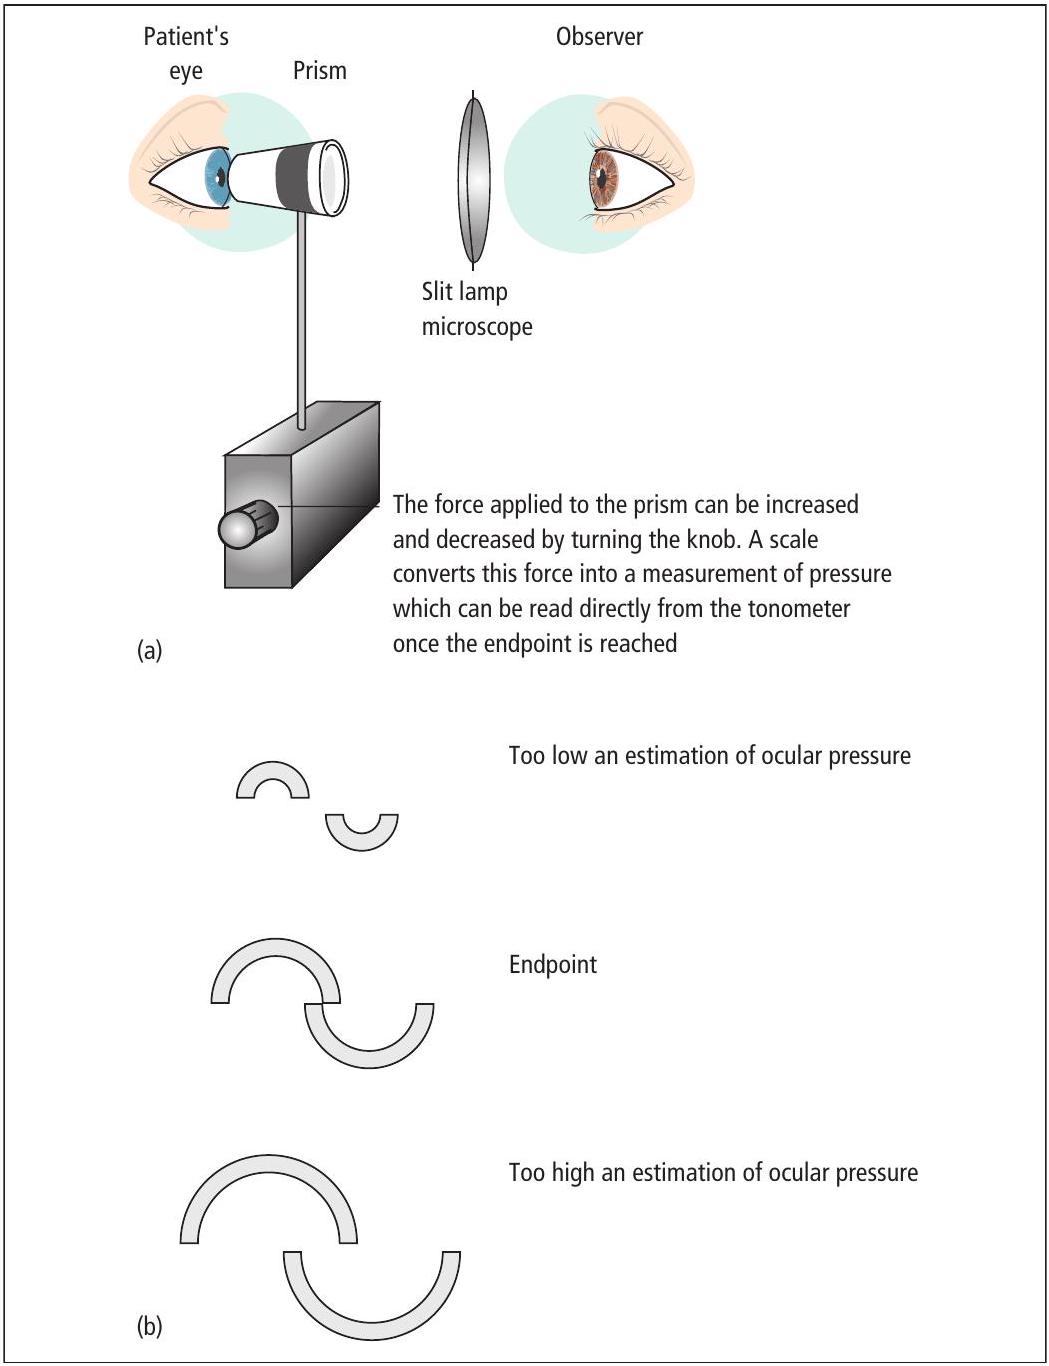 Patient's
eye
Prism
Observer
Slit lamp
microscope
The force applied to the prism can be increased
and decreased by turning the knob. A scale
converts this force into a measurement of pressure
which can be read directly from the tonometer
once the endpoint is reached
(a)
Too low an estimation of ocular pressure
Endpoint
Too high an estimation of ocular pressure
(b)